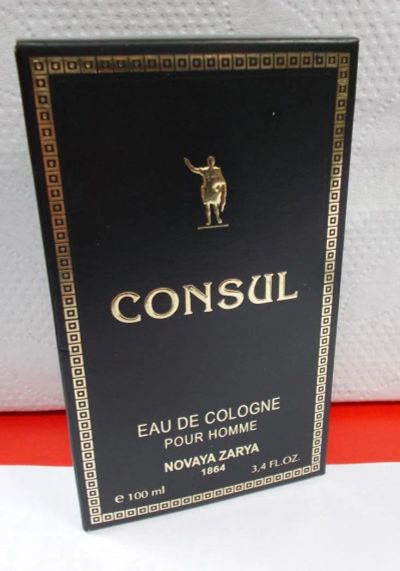 CONSUL
EAU DE COLOGNE
POUR HOMME
NOVAYA ZARYA
1864
e 100 ml 3,4 FL.OZ.